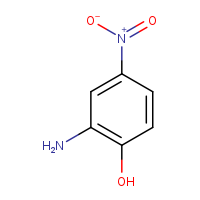 O⁻ N⁺ O
H₂N
OH